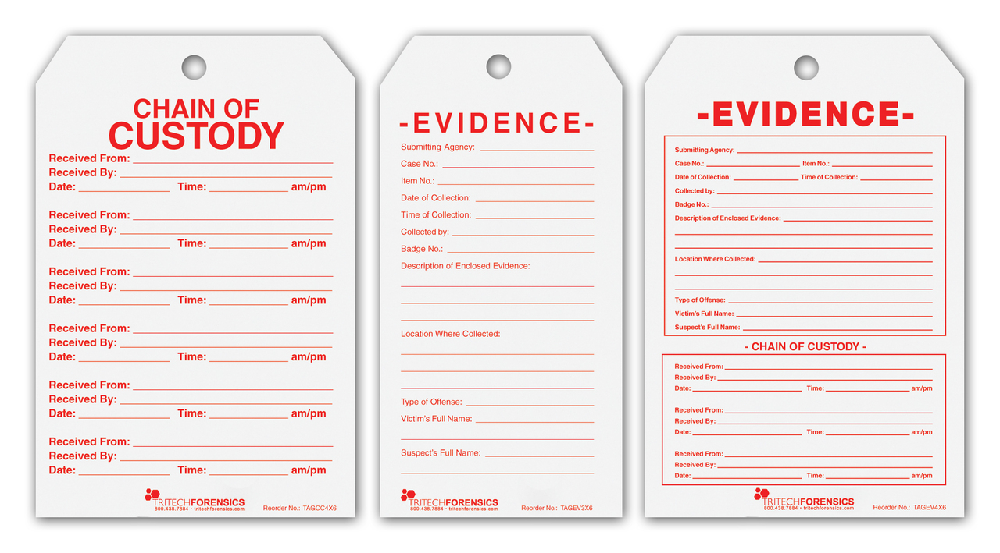 CHAIN OF
CUSTODY
Received From:
Received By:
Date: Time: am/pm
Received From:
Received By:
Date: Time: am/pm
Received From:
Received By:
Date: Time: am/pm
Received From:
Received By:
Date: Time: am/pm
Received From:
Received By:
Date: Time: am/pm
Received From:
Received By:
Date: Time: am/pm
TRITECHFORENSICS
800.438.7884 • tritechforensics.com
Reorder No.: TAGCC4X6
-EVIDENCE-
Submitting Agency:
Case No.:
Item No.:
Date of Collection:
Time of Collection:
Collected by:
Badge No.:
Description of Enclosed Evidence:
Location Where Collected:
Type of Offense:
Victim's Full Name:
Suspect's Full Name:
TRITECHFORENSICS
800.438.7884 • tritechforensics.com
Reorder No.: TAGEV3X6
-EVIDENCE-
Submitting Agency:
Case No.: Item No.:
Date of Collection: Time of Collection:
Collected by:
Badge No.:
Description of Enclosed Evidence:
Location Where Collected:
Type of Offense:
Victim's Full Name:
Suspect's Full Name:
- CHAIN OF CUSTODY -
Received From:
Received By:
Date: Time: am/pm
Received From:
Received By:
Date: Time: am/pm
Received From:
Received By:
Date: Time: am/pm
TRITECHFORENSICS
800.438.7884 • tritechforensics.com
Reorder No.: TAGEV4X6